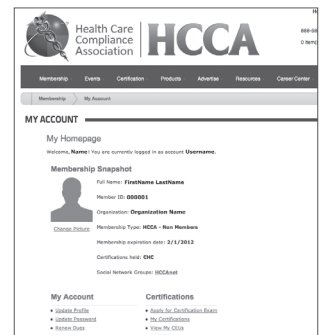 Health Care
Compliance
Association
HCCA
888-58
0 Item(
Membership Events Certification Products Advertise Resources Career Center
Membership My Account
MY ACCOUNT
My Homepage
Welcome, Name! You are currently logged in as account Username.
Membership Snapshot
Full Name: FirstName LastName
Member ID: 000001
Organization: Organization Name
Change Picture
Membership Type: HCCA - Non Members
Membership expiration date: 2/1/2012
Certifications held: CHC
Social Network Groups: HCCAnet
My Account
Certifications
• Update Profile
• Apply for Certification Exam
• Update Password
• My Certifications
• Renew Dues
• View My CEUs